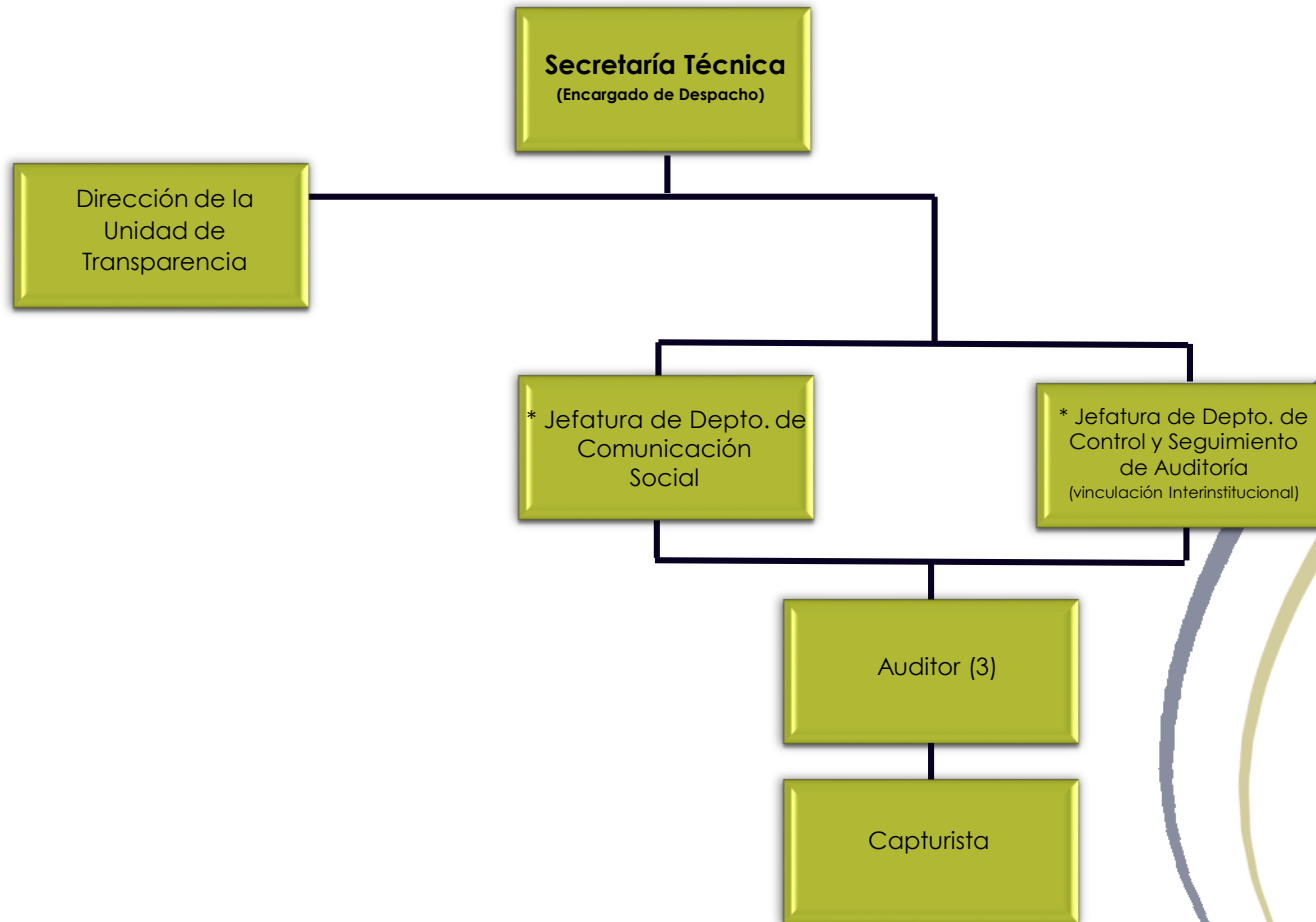 Secretaría Técnica
(Encargado de Despacho)
Dirección de la
Unidad de
Transparencia
* Jefatura de Depto. de
Comunicación
Social
* Jefatura de Depto. de
Control y Seguimiento
de Auditoría
(vinculación Interinstitucional)
Auditor (3)
Capturista